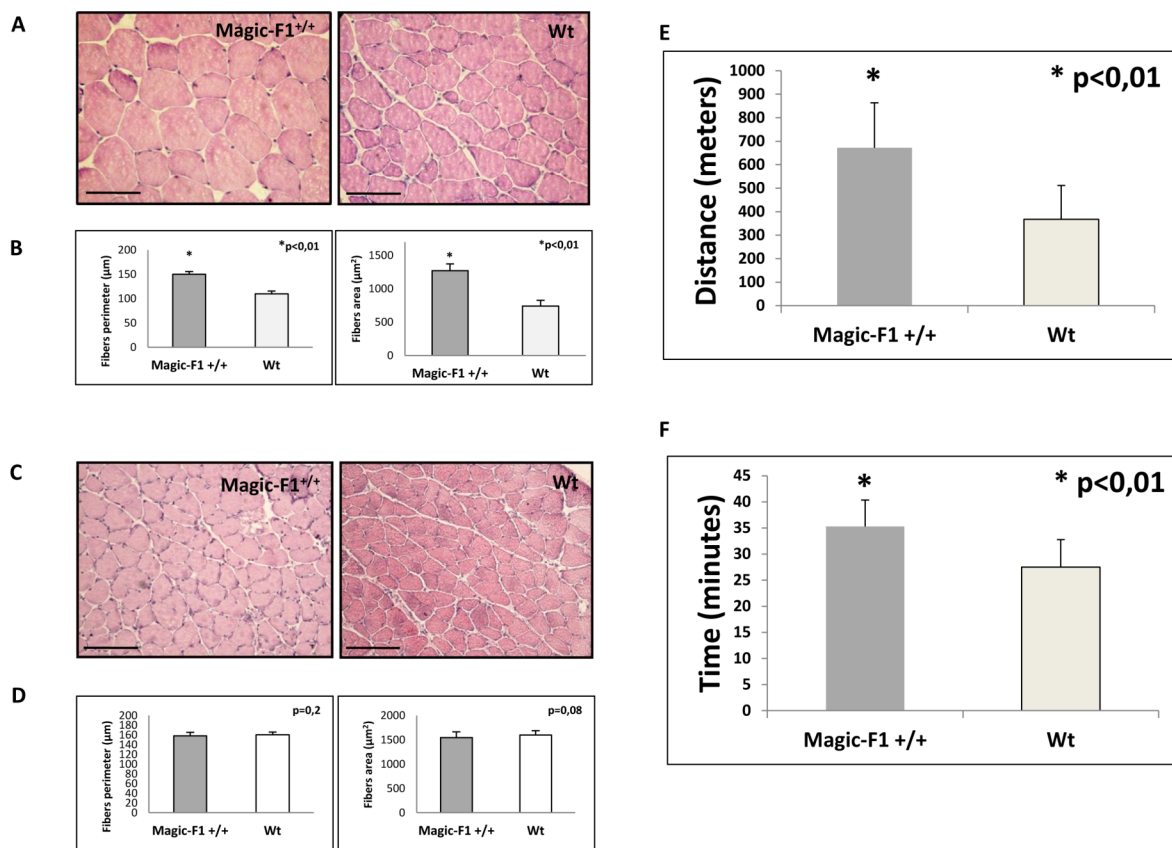 A
Magic-F1+/+
Wt
B
Fibers perimeter (µm)
200
150
100
50
0
*
*p<0,01
Magic-F1 +/+
Wt
Fibers area (µm²)
1500
1000
500
0
*
*p<0,01
Magic-F1 +/+
Wt
C
Magic-F1+/+
Wt
D
Fibers perimeter (µm)
200
180
160
140
120
100
80
60
40
20
0
p=0,2
Magic-F1 +/+
Wt
Fibers area (µm²)
2000
1500
1000
500
0
p=0,08
Magic-F1 +/+
Wt
E
Distance (meters)
1000
900
800
700
600
500
400
300
200
100
0
*
* p<0,01
Magic-F1 +/+
Wt
F
Time (minutes)
45
40
35
30
25
20
15
10
5
0
*
* p<0,01
Magic-F1 +/+
Wt